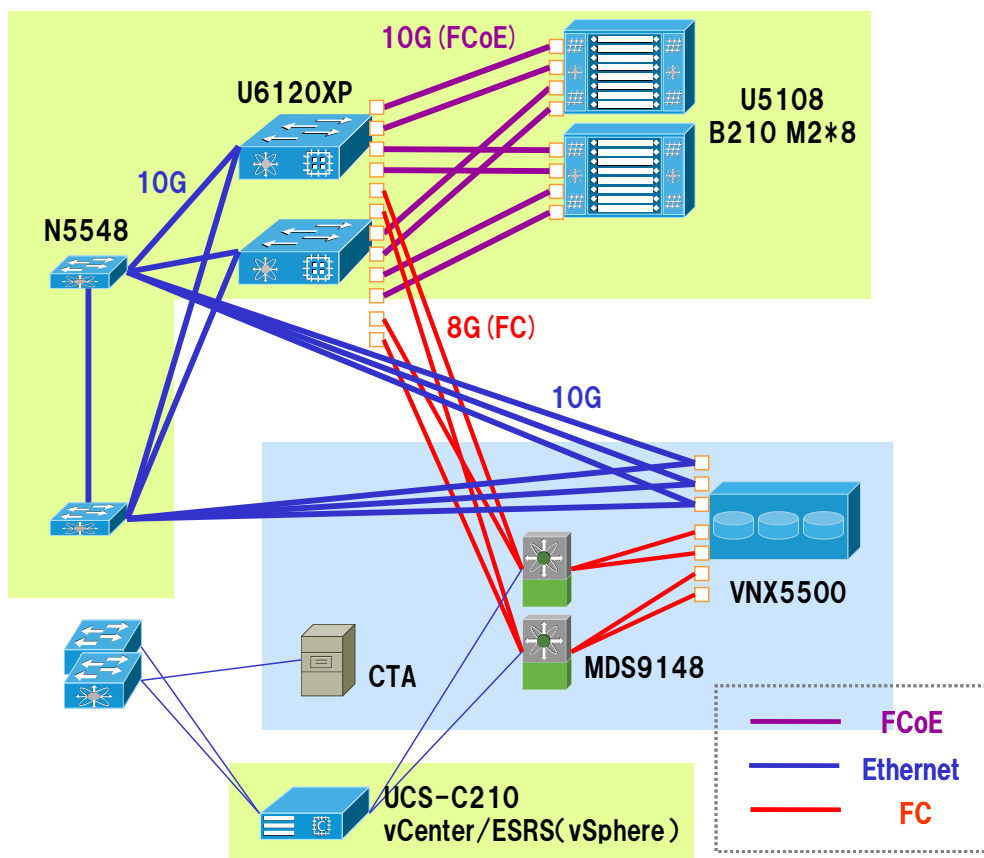 10G(FCoE)
U6120XP
U5108
B210 M2*8
10G
N5548
8G(FC)
10G
VNX5500
MDS9148
CTA
FCoE
Ethernet
FC
UCS-C210
vCenter/ESRS(vSphere)